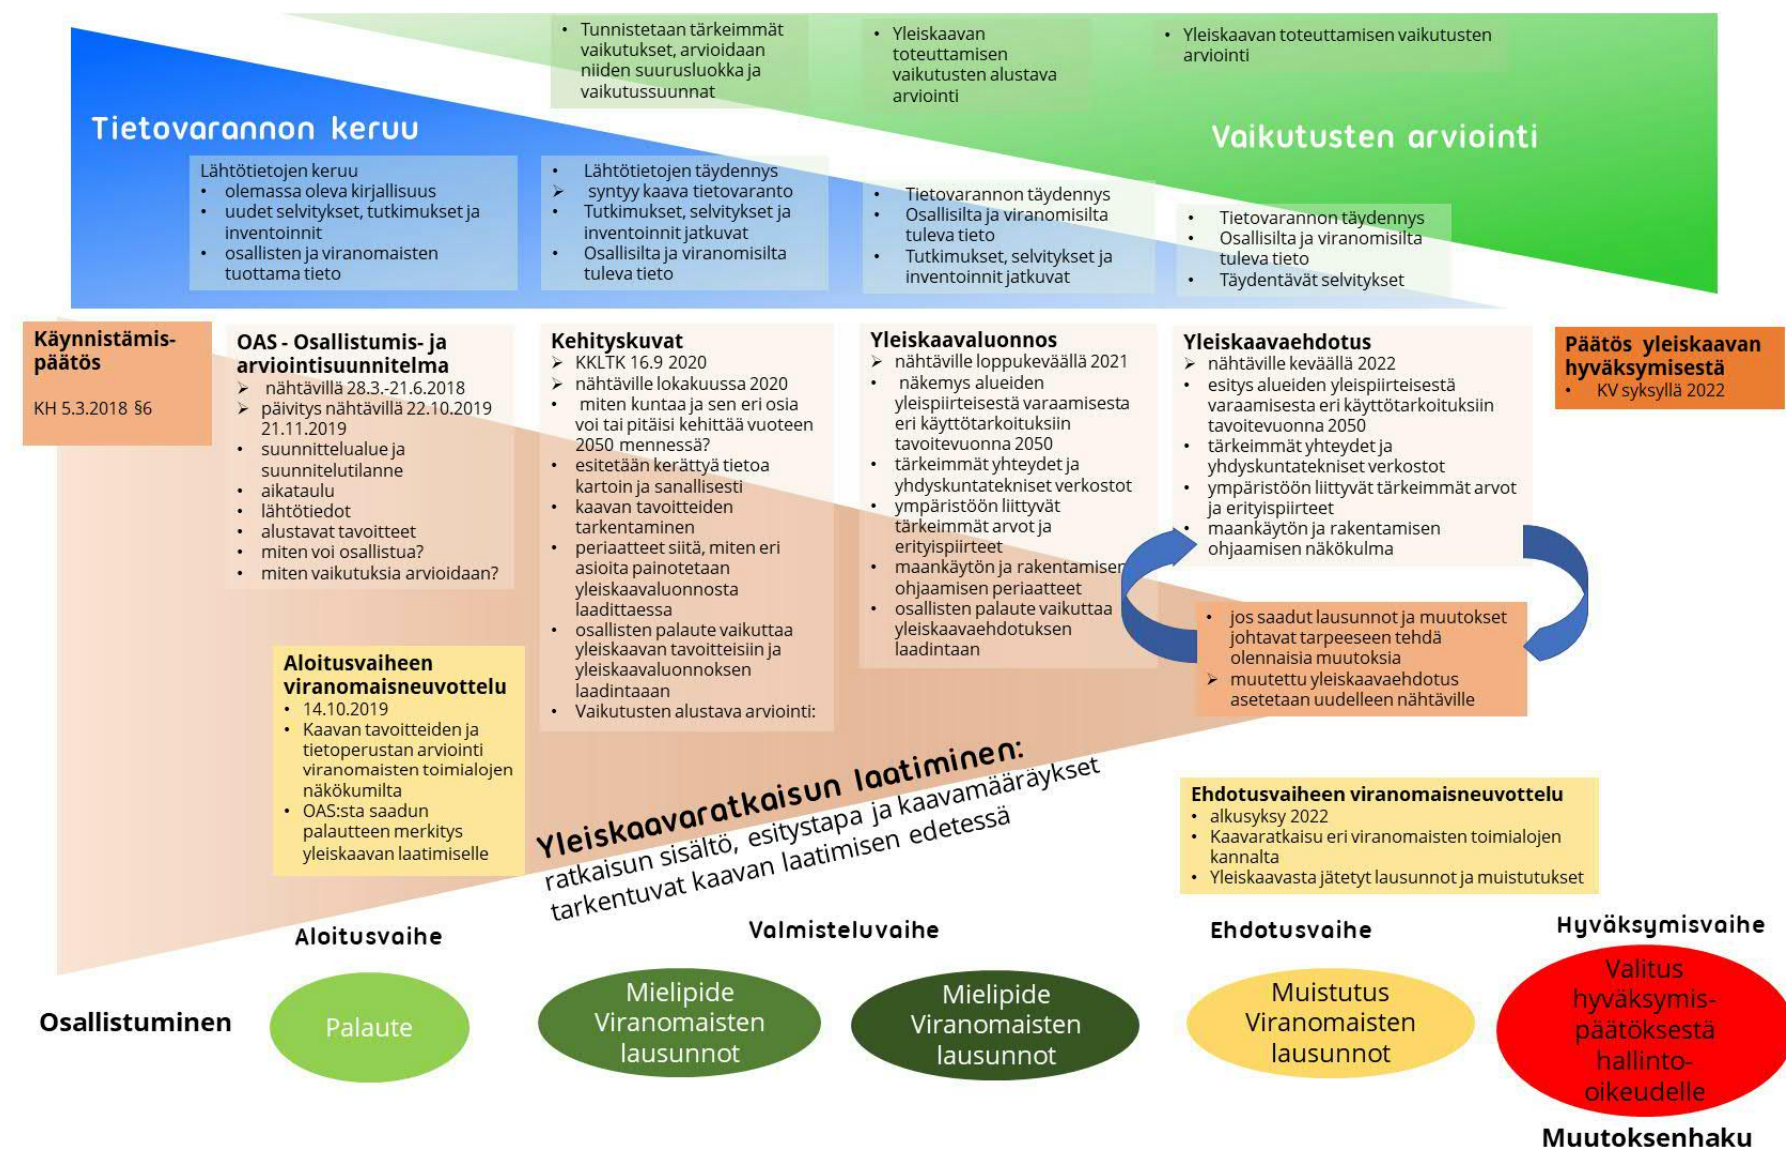 • Tunnistetaan tärkeimmät
vaikutukset, arvioidaan
niiden suurusluokka ja
vaikutussuunnat
• Yleiskaavan
toteuttamisen
vaikutusten alustava
arviointi
• Yleiskaavan toteuttamisen vaikutusten
arviointi
Tietovarannon keruu
Vaikutusten arviointi
Lähtötietojen keruu
• olemassa oleva kirjallisuus
• uudet selvitykset, tutkimukset ja
inventoinnit
• osallisten ja viranomaisten
tuottama tieto
• Lähtötietojen täydennys
➢ syntyy kaava tietovaranto
• Tutkimukset, selvitykset ja
inventoinnit jatkuvat
• Osallisilta ja viranomisilta
tuleva tieto
• Tietovarannon täydennys
• Osallisilta ja viranomisilta
tuleva tieto
• Tutkimukset, selvitykset ja
inventoinnit jatkuvat
• Tietovarannon täydennys
• Osallisilta ja viranomisilta
tuleva tieto
• Täydentävät selvitykset
Käynnistämis-
päätös
KH 5.3.2018 §6
OAS - Osallistumis- ja
arviointisuunnitelma
➢ nähtävillä 28.3.-21.6.2018
➢ päivitys nähtävillä 22.10.2019
21.11.2019
• suunnittelualue ja
suunnitelutilanne
• aikataulu
• lähtötiedot
• alustavat tavoitteet
• miten voi osallistua?
• miten vaikutuksia arvioidaan?
Kehityskuvat
➢ KKLTK 16.9 2020
➢ nähtäville lokakuussa 2020
• miten kuntaa ja sen eri osia
voi tai pitäisi kehittää vuoteen
2050 mennessä?
• esitetään kerättyä tietoa
kartoin ja sanallisesti
• kaavan tavoitteiden
tarkentaminen
• periaatteet siitä, miten eri
asioita painotetaan
yleiskaavaluonnosta
laadittaessa
• osallisten palaute vaikuttaa
yleiskaavan tavoitteisiin ja
yleiskaavaluonnoksen
laadintaaan
• Vaikutusten alustava arviointi:
Yleiskaavaluonnos
➢ nähtäville loppukeväällä 2021
• näkemys alueiden
yleispiirteisestä varaamisesta
eri käyttötarkoituksiin
tavoitevuonna 2050
• tärkeimmät yhteydet ja
yhdyskuntatekniset verkostot
• ympäristöön liittyvät
tärkeimmät arvot ja
erityispiirteet
• maankäytön ja rakentamisen
ohjaamisen periaatteet
• osallisten palaute vaikuttaa
yleiskaavaehdotuksen
laadintaan
Yleiskaavaehdotus
➢ nähtäville keväällä 2022
• esitys alueiden yleispiirteisestä
varaamisesta eri käyttötarkoituksiin
tavoitevuonna 2050
• tärkeimmät yhteydet ja
yhdyskuntatekniset verkostot
• ympäristöön liittyvät tärkeimmät arvot
ja erityispiirteet
• maankäytön ja rakentamisen
ohjaamisen näkökulma
Päätös yleiskaavan
hyväksymisestä
• KV syksyllä 2022
• jos saadut lausunnot ja muutokset
johtavat tarpeeseen tehdä
olennaisia muutoksia
➢ muutettu yleiskaavaehdotus
asetetaan uudelleen nähtäville
Aloitusvaiheen
viranomaisneuvottelu
• 14.10.2019
• Kaavan tavoitteiden ja
tietoperustan arviointi
viranomaisten toimialojen
näkökumilta
• OAS:sta saadun
palautteen merkitys
yleiskaavan laatimiselle
Yleiskaavaratkaisun laatiminen:
ratkaisun sisältö, esitystapa ja kaavamääräykset
tarkentuvat kaavan laatimisen edetessä
Ehdotusvaiheen viranomaisneuvottelu
• alkusyksy 2022
• Kaavaratkaisu eri viranomaisten toimialojen
kannalta
• Yleiskaavasta jätetyt lausunnot ja muistutukset
Aloitusvaihe
Valmisteluvaihe
Ehdotusvaihe
Hyväksymisvaihe
Osallistuminen
Palaute
Mielipide
Viranomaisten
lausunnot
Mielipide
Viranomaisten
lausunnot
Muistutus
Viranomaisten
lausunnot
Valitus
hyväksymis-
päätöksestä
hallinto-
oikeudelle
Muutoksenhaku